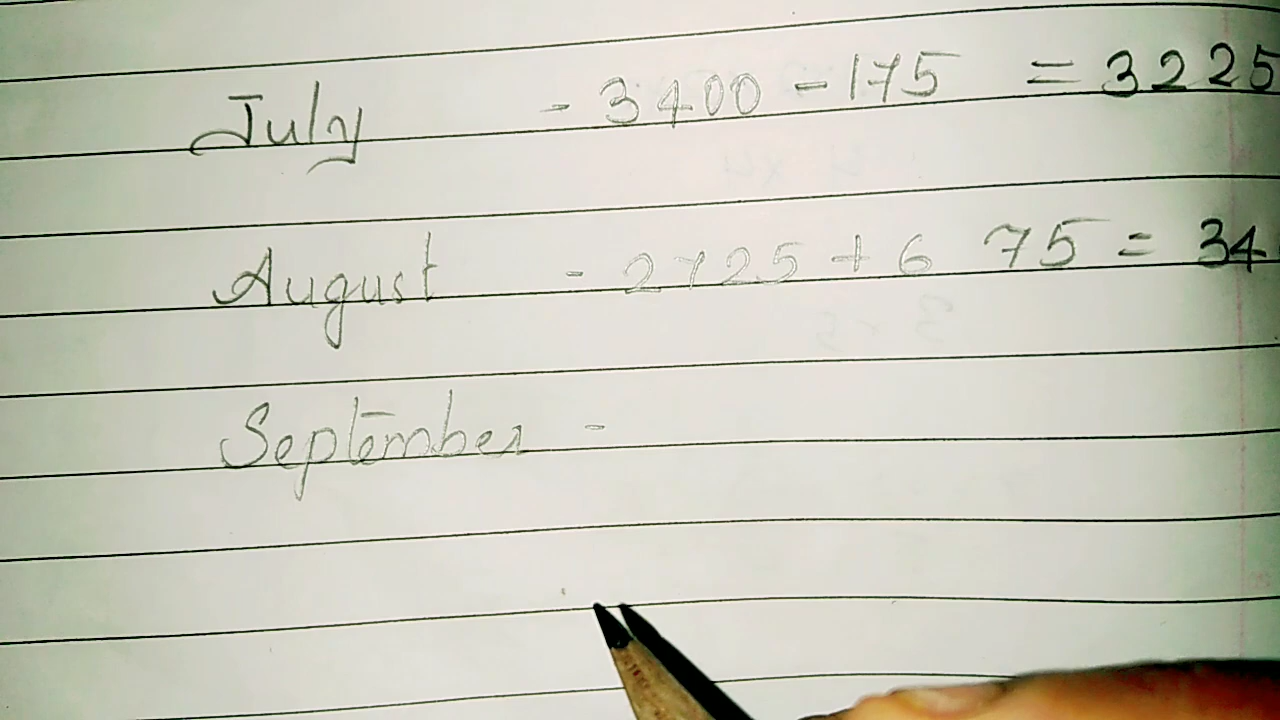 July - 3400 - 175 = 3225
August - 2725 + 6 75 = 34
September -